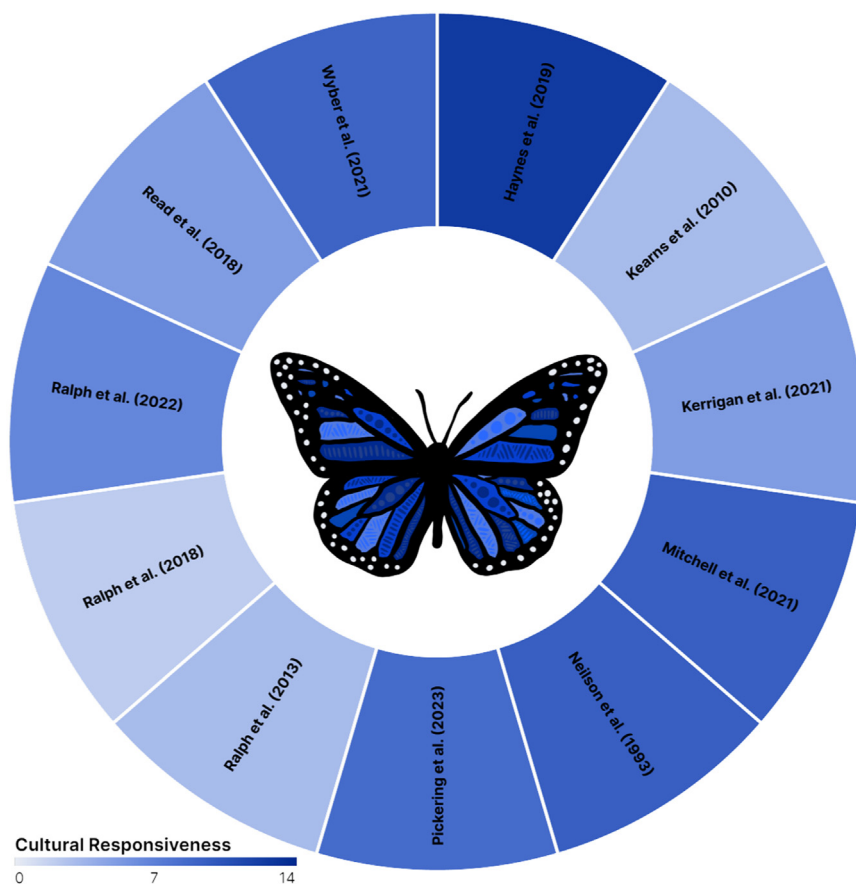 Haynes et al. (2019)
Kearns et al. (2010)
Kerrigan et al. (2021)
Mitchell et al. (2021)
Neilson et al. (1993)
Pickering et al. (2023)
Ralph et al. (2013)
Ralph et al. (2018)
Ralph et al. (2022)
Read et al. (2018)
Wyber et al. (2021)
Cultural Responsiveness
0 7 14